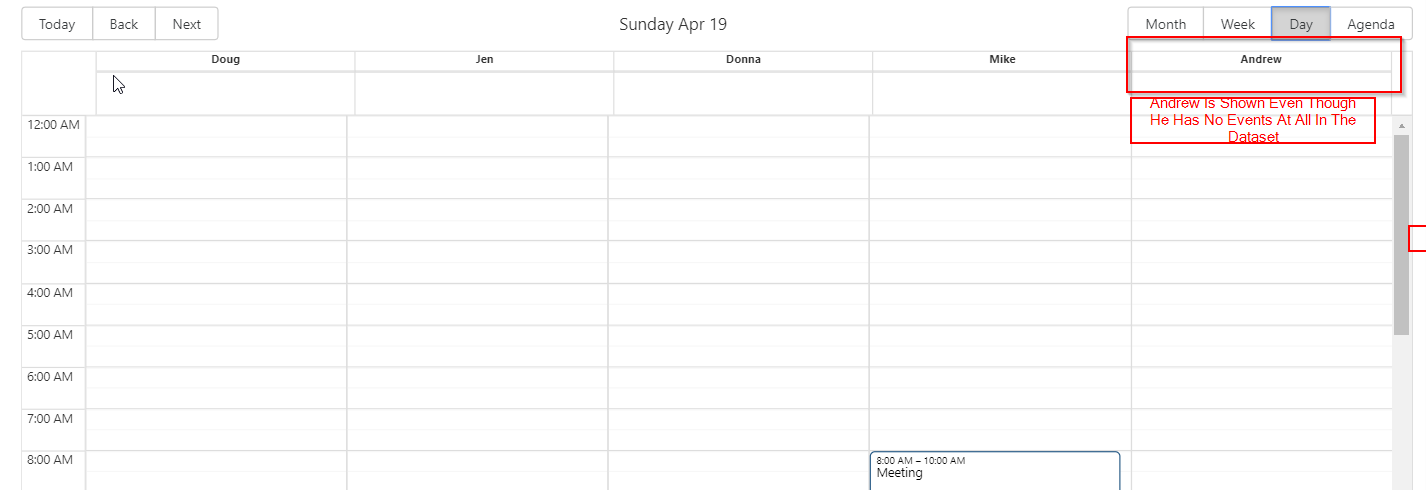 Today Back Next Sunday Apr 19 Month Week Day Agenda
Doug Jen Donna Mike Andrew
Andrew Is Shown Even Though
He Has No Events At All In The
Dataset
12:00 AM
1:00 AM
2:00 AM
3:00 AM
4:00 AM
5:00 AM
6:00 AM
7:00 AM
8:00 AM 8:00 AM – 10:00 AM
Meeting